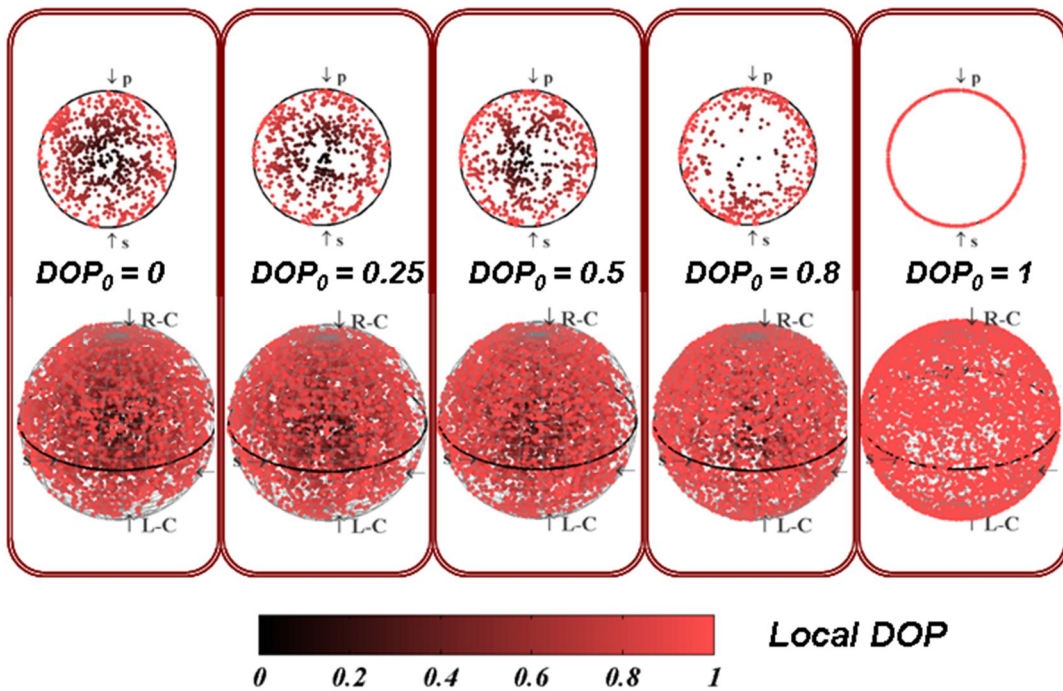 ↓ p
↓ p
↓ p
↓ p
↓ p
↑ s
↑ s
↑ s
↑ s
↑ s
DOP₀ = 0
DOP₀ = 0.25
DOP₀ = 0.5
DOP₀ = 0.8
DOP₀ = 1
↓ R-C
↓ R-C
↓ R-C
↓ R-C
↓ R-C
s
s
s
s
s
↑ L-C
↑ L-C
↑ L-C
↑ L-C
↑ L-C
Local DOP
0 0.2 0.4 0.6 0.8 1